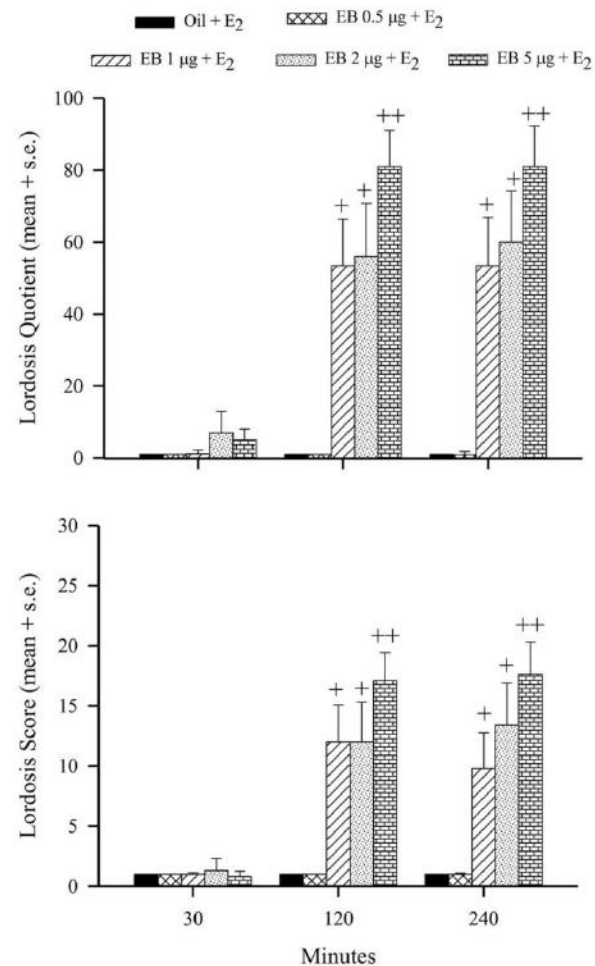 Oil + E₂ EB 0.5 µg + E₂
EB 1 µg + E₂ EB 2 µg + E₂ EB 5 µg + E₂
Lordosis Quotient (mean + s.e.)
100
80
60
40
20
0
+ + ++
+ + ++
Lordosis Score (mean + s.e.)
30
25
20
15
10
5
0
+ + ++
+ + ++
30 120 240
Minutes